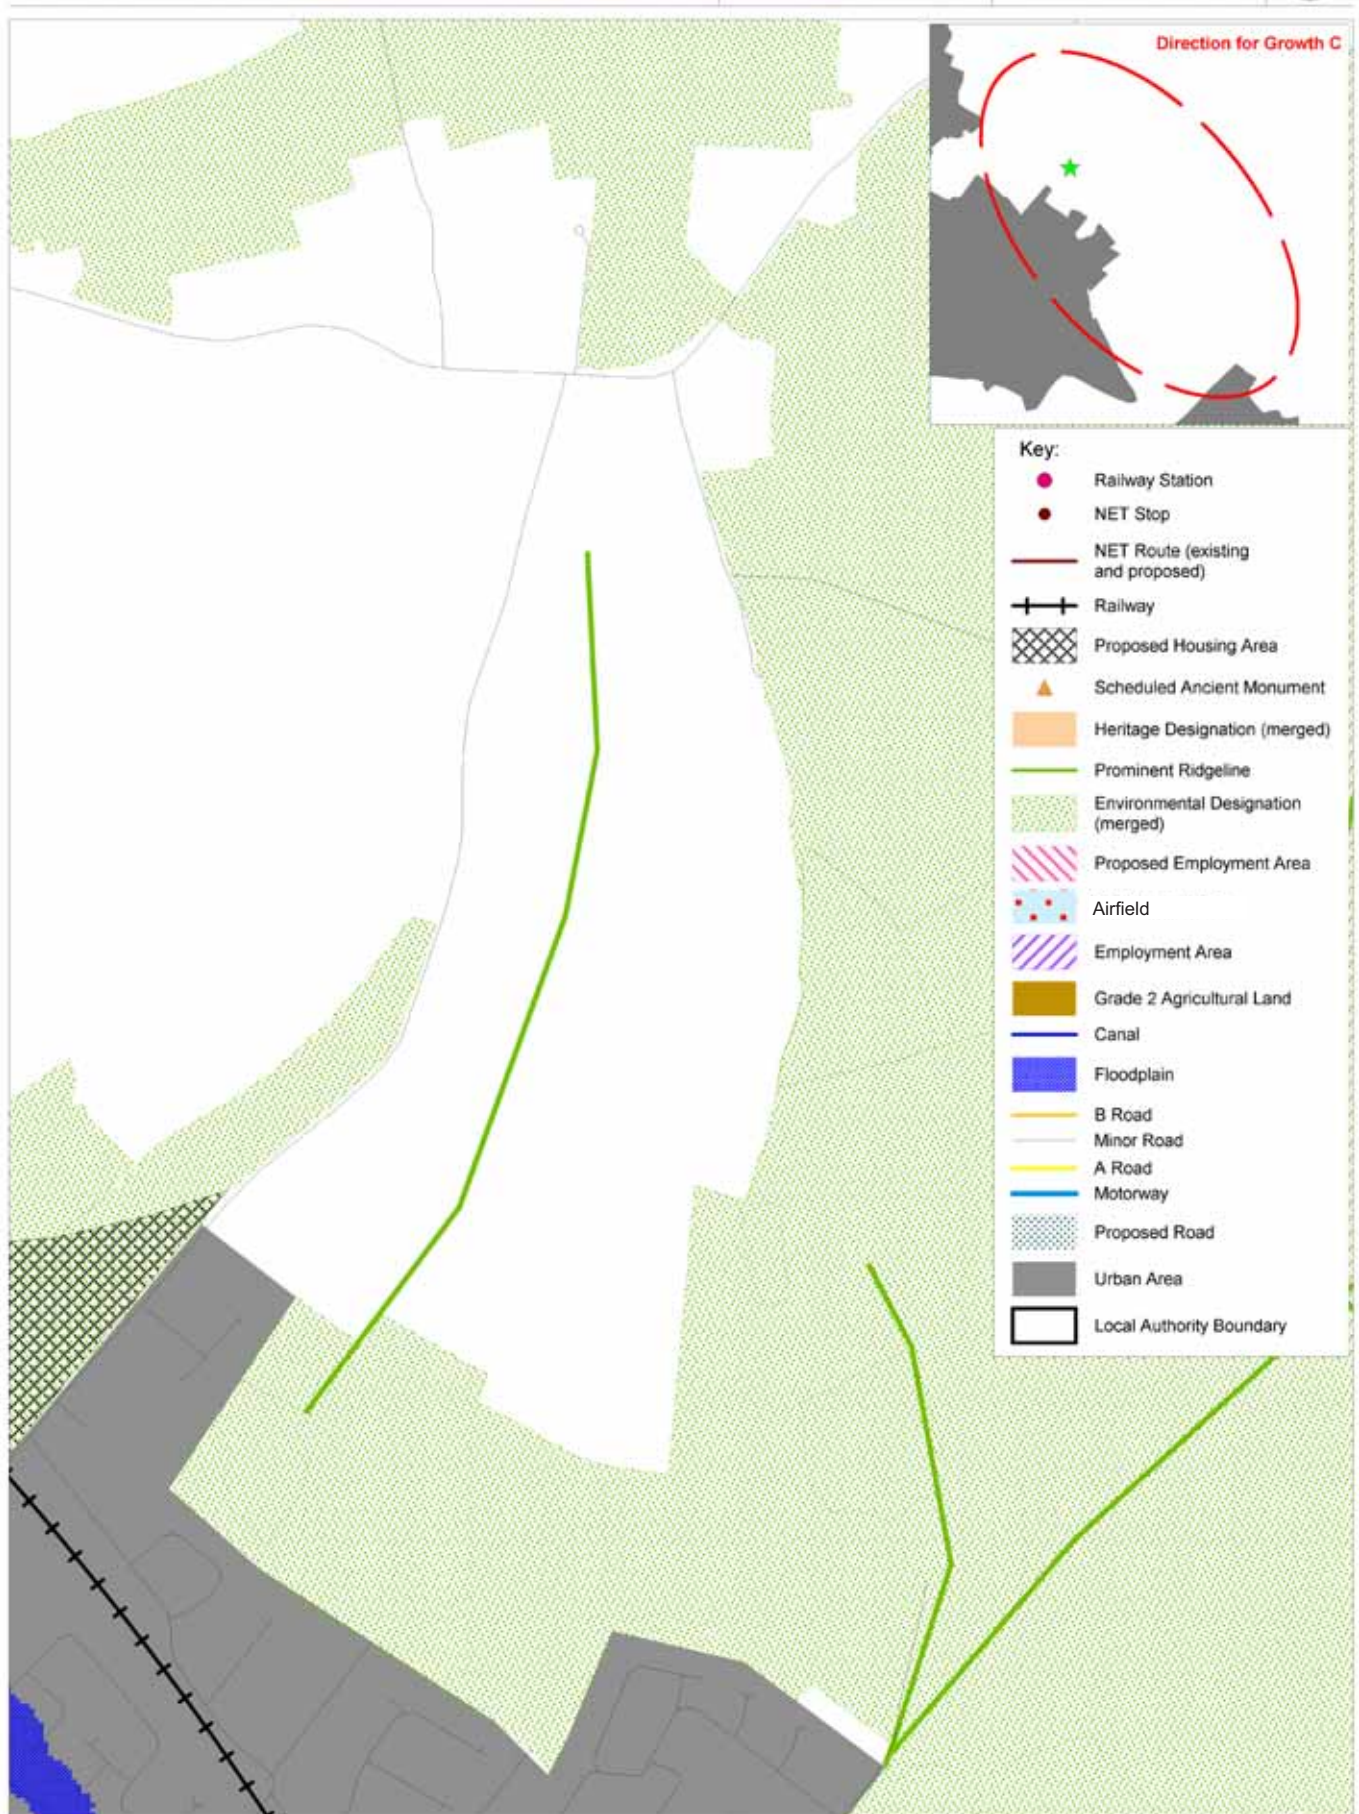 Direction for Growth C
Key:
Railway Station
NET Stop
NET Route (existing
and proposed)
Railway
Proposed Housing Area
Scheduled Ancient Monument
Heritage Designation (merged)
Prominent Ridgeline
Environmental Designation
(merged)
Proposed Employment Area
Airfield
Employment Area
Grade 2 Agricultural Land
Canal
Floodplain
B Road
Minor Road
A Road
Motorway
Proposed Road
Urban Area
Local Authority Boundary